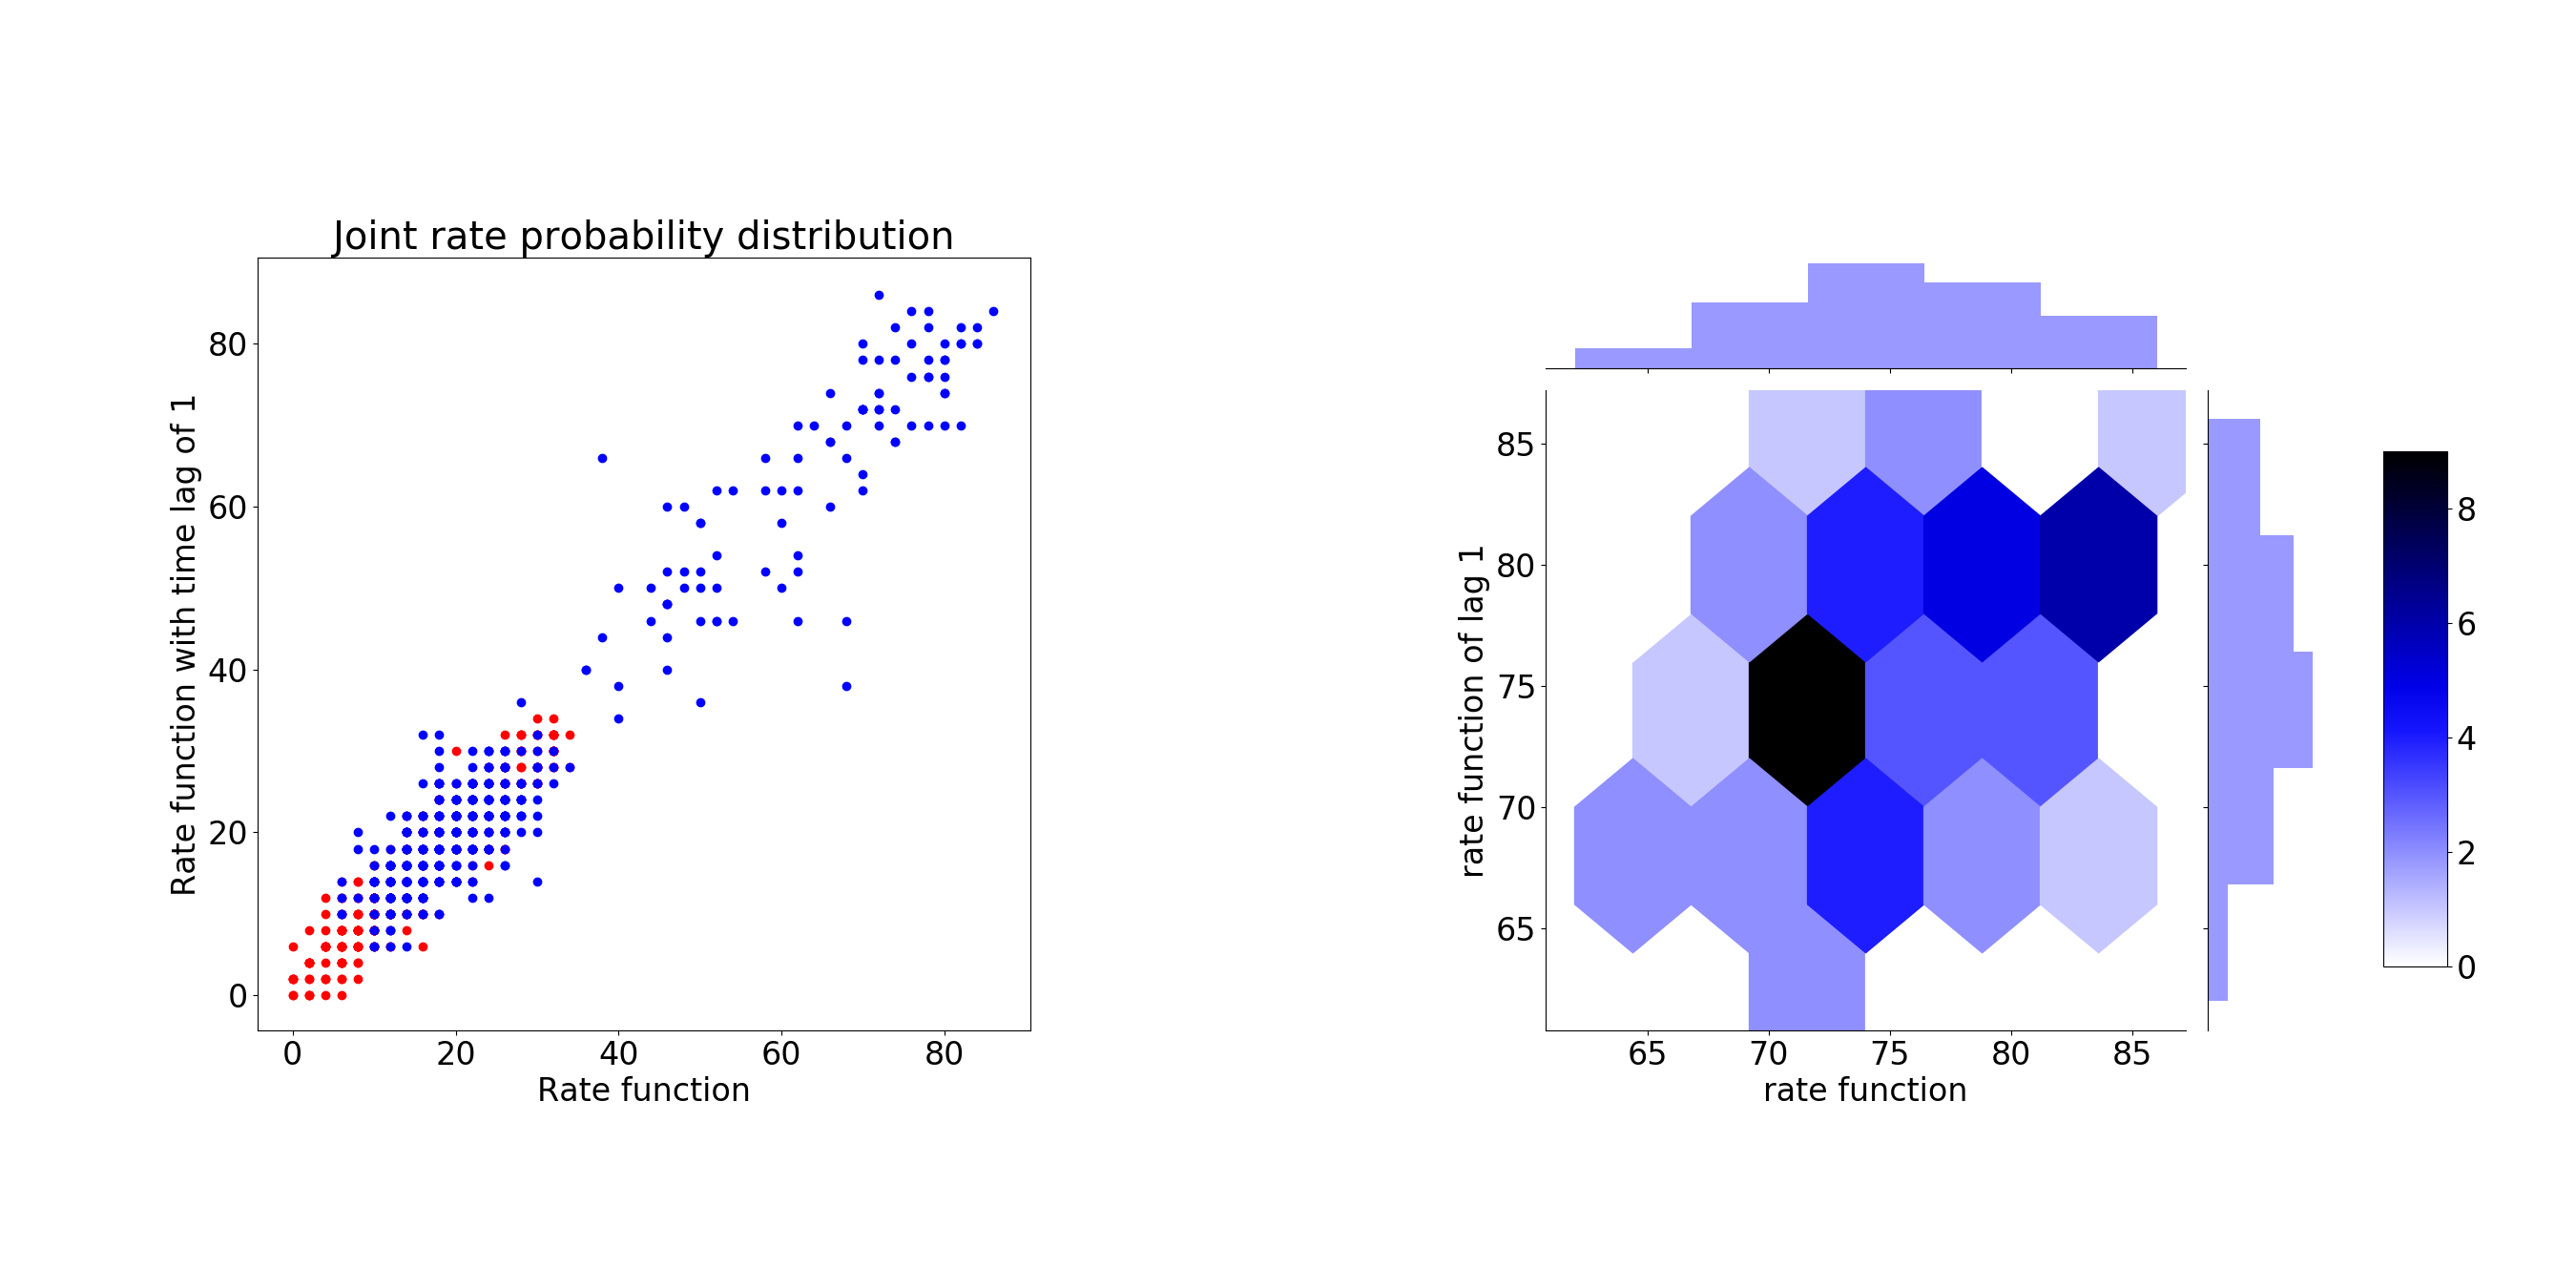 Joint rate probability distribution
Rate function with time lag of 1
80
60
40
20
0
0 20 40 60 80
Rate function
rate function of lag 1
85
80
75
70
65
65 70 75 80 85
rate function
8
6
4
2
0